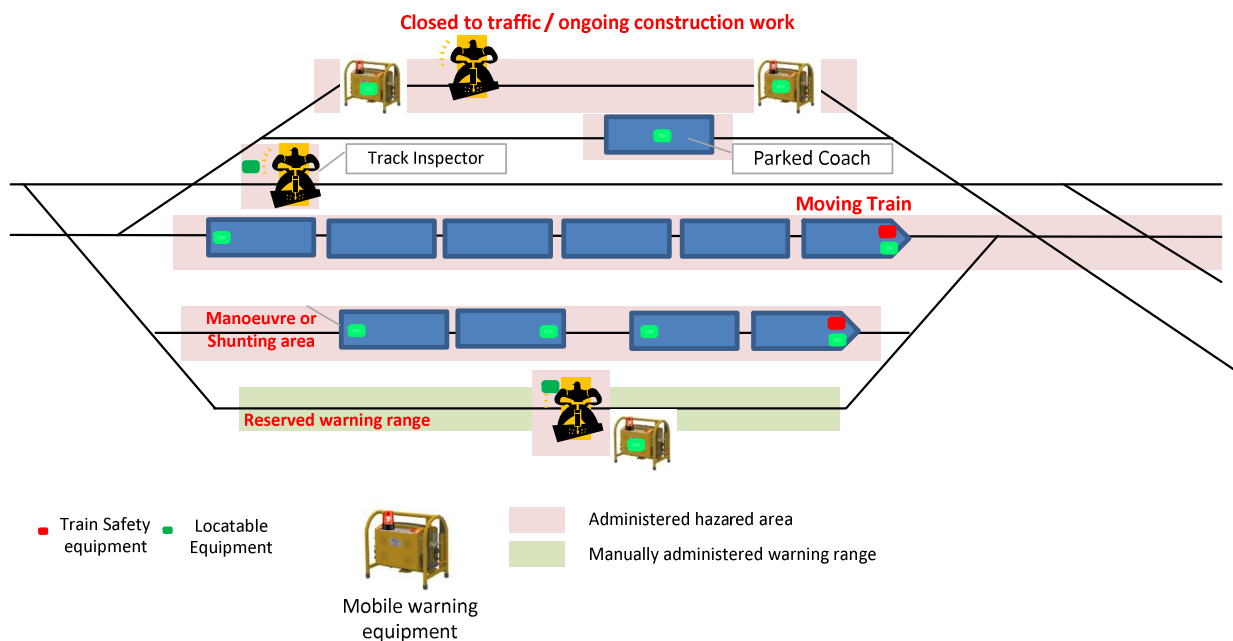 Closed to traffic / ongoing construction work
Track Inspector
Parked Coach
Moving Train
Manoeuvre or
Shunting area
Reserved warning range
Train Safety
equipment
Locatable
Equipment
Mobile warning
equipment
Administered hazared area
Manually administered warning range